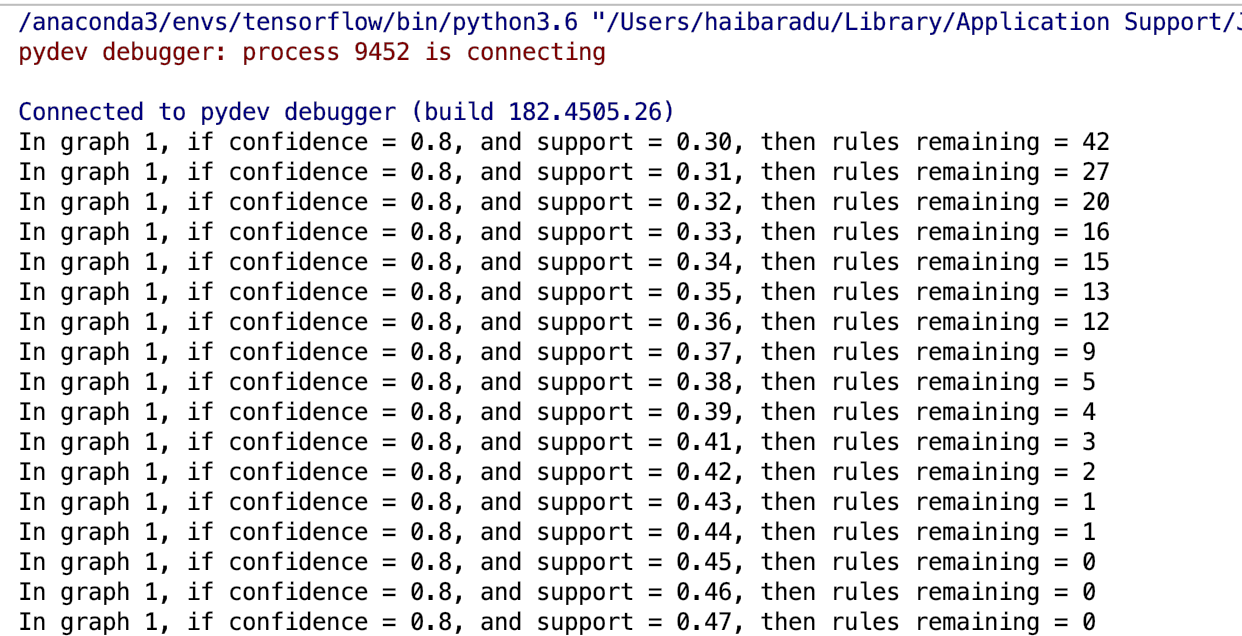 /anaconda3/envs/tensorflow/bin/python3.6 "/Users/haibaradu/Library/Application Support/
pydev debugger: process 9452 is connecting
Connected to pydev debugger (build 182.4505.26)
In graph 1, if confidence = 0.8, and support = 0.30, then rules remaining = 42
In graph 1, if confidence = 0.8, and support = 0.31, then rules remaining = 27
In graph 1, if confidence = 0.8, and support = 0.32, then rules remaining = 20
In graph 1, if confidence = 0.8, and support = 0.33, then rules remaining = 16
In graph 1, if confidence = 0.8, and support = 0.34, then rules remaining = 15
In graph 1, if confidence = 0.8, and support = 0.35, then rules remaining = 13
In graph 1, if confidence = 0.8, and support = 0.36, then rules remaining = 12
In graph 1, if confidence = 0.8, and support = 0.37, then rules remaining = 9
In graph 1, if confidence = 0.8, and support = 0.38, then rules remaining = 5
In graph 1, if confidence = 0.8, and support = 0.39, then rules remaining = 4
In graph 1, if confidence = 0.8, and support = 0.41, then rules remaining = 3
In graph 1, if confidence = 0.8, and support = 0.42, then rules remaining = 2
In graph 1, if confidence = 0.8, and support = 0.43, then rules remaining = 1
In graph 1, if confidence = 0.8, and support = 0.44, then rules remaining = 1
In graph 1, if confidence = 0.8, and support = 0.45, then rules remaining = 0
In graph 1, if confidence = 0.8, and support = 0.46, then rules remaining = 0
In graph 1, if confidence = 0.8, and support = 0.47, then rules remaining = 0